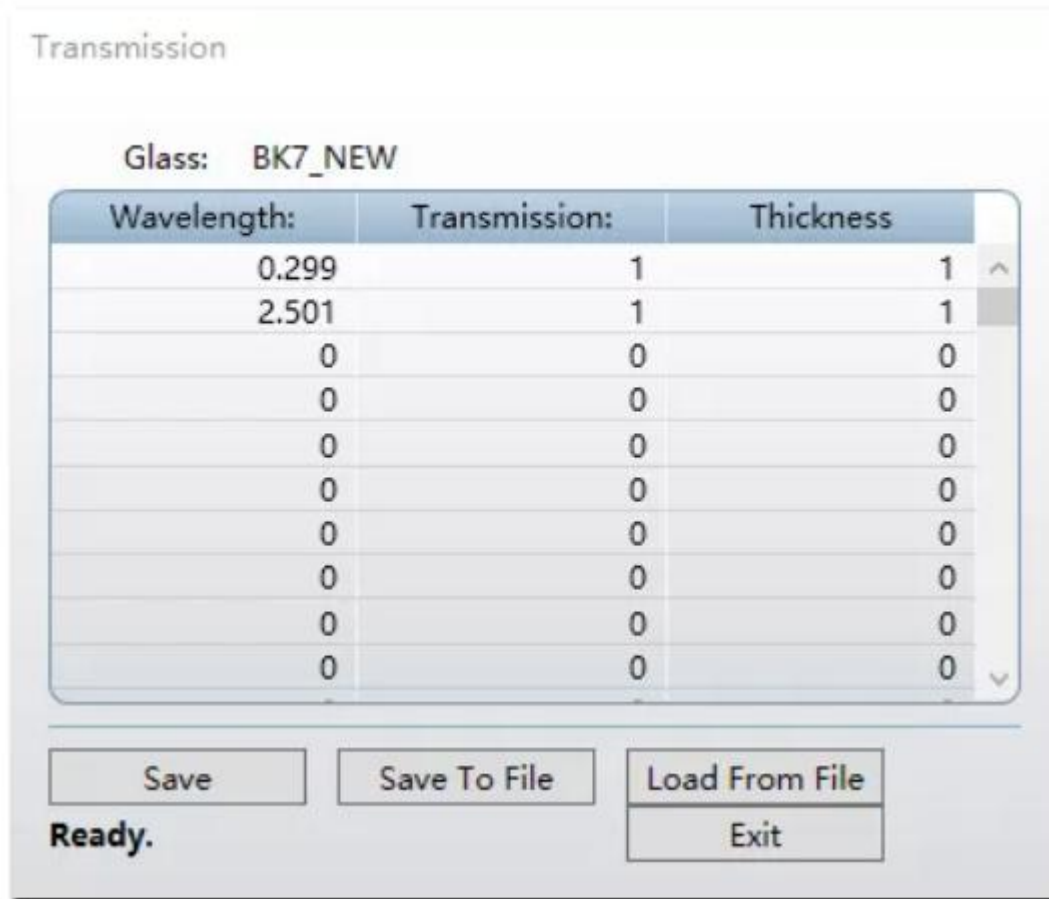 Transmission
Glass: BK7_NEW
Wavelength: Transmission: Thickness
0.299 1 1
2.501 1 1
0 0 0
0 0 0
0 0 0
0 0 0
0 0 0
0 0 0
0 0 0
0 0 0
Save Save To File Load From File
Ready. Exit